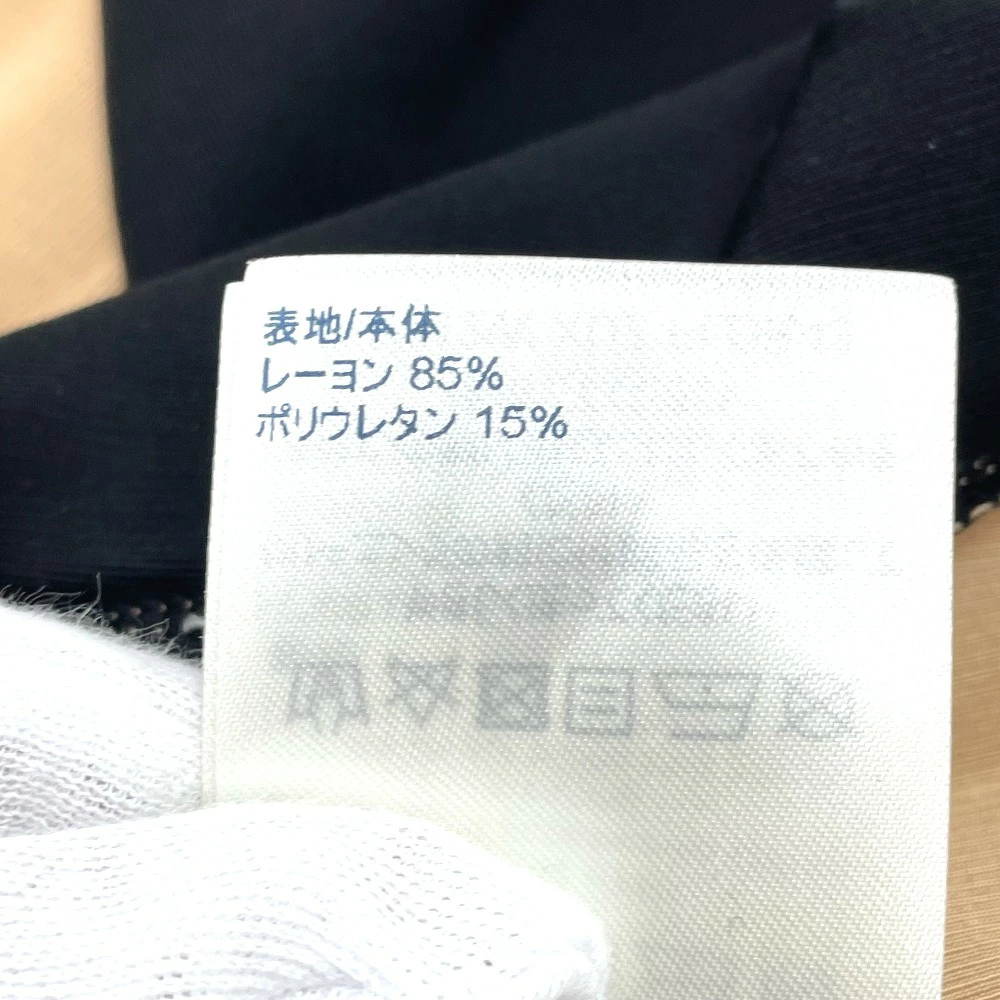 表地/本体
レーヨン 85%
ポリウレタン 15%